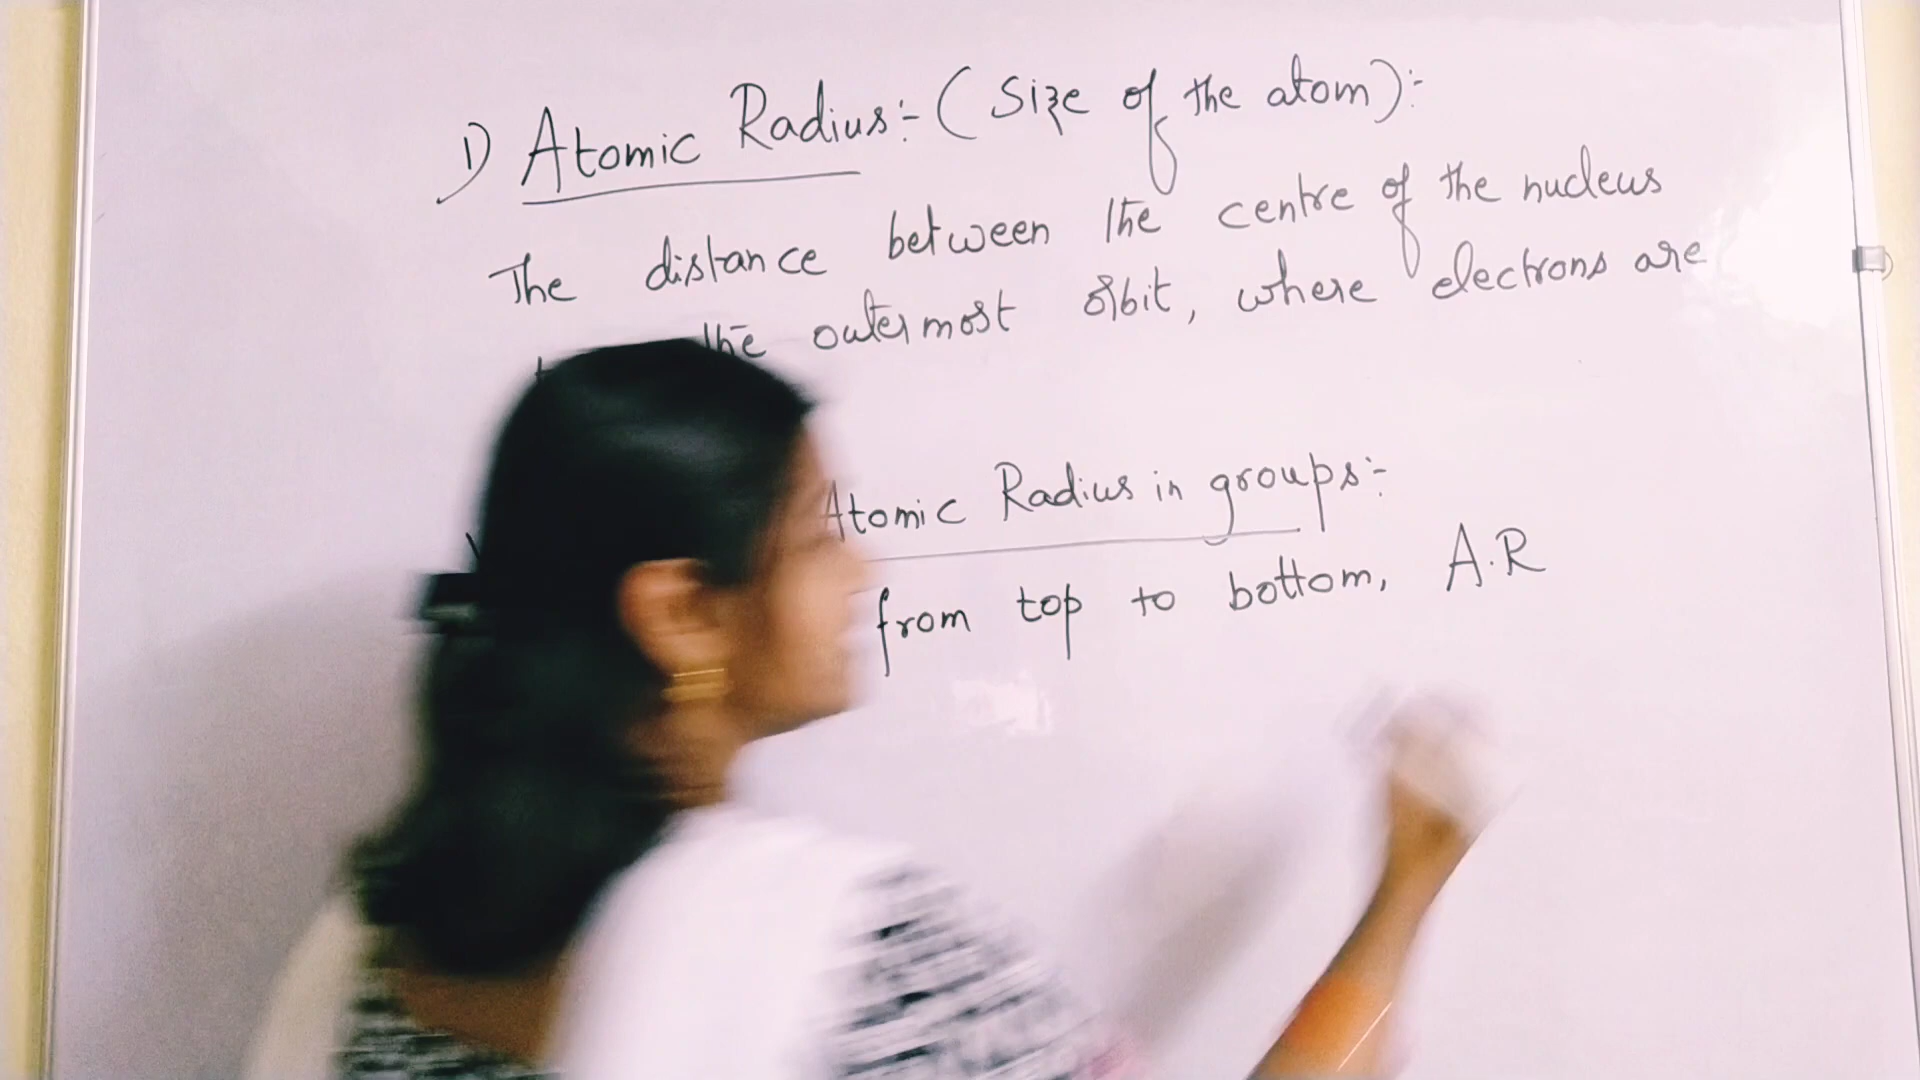 1) Atomic Radius:- (Size of the atom):-
The distance between the centre of the nucleus
the outermost orbit, where electrons are
Atomic Radius in groups:-
from top to bottom, A.R